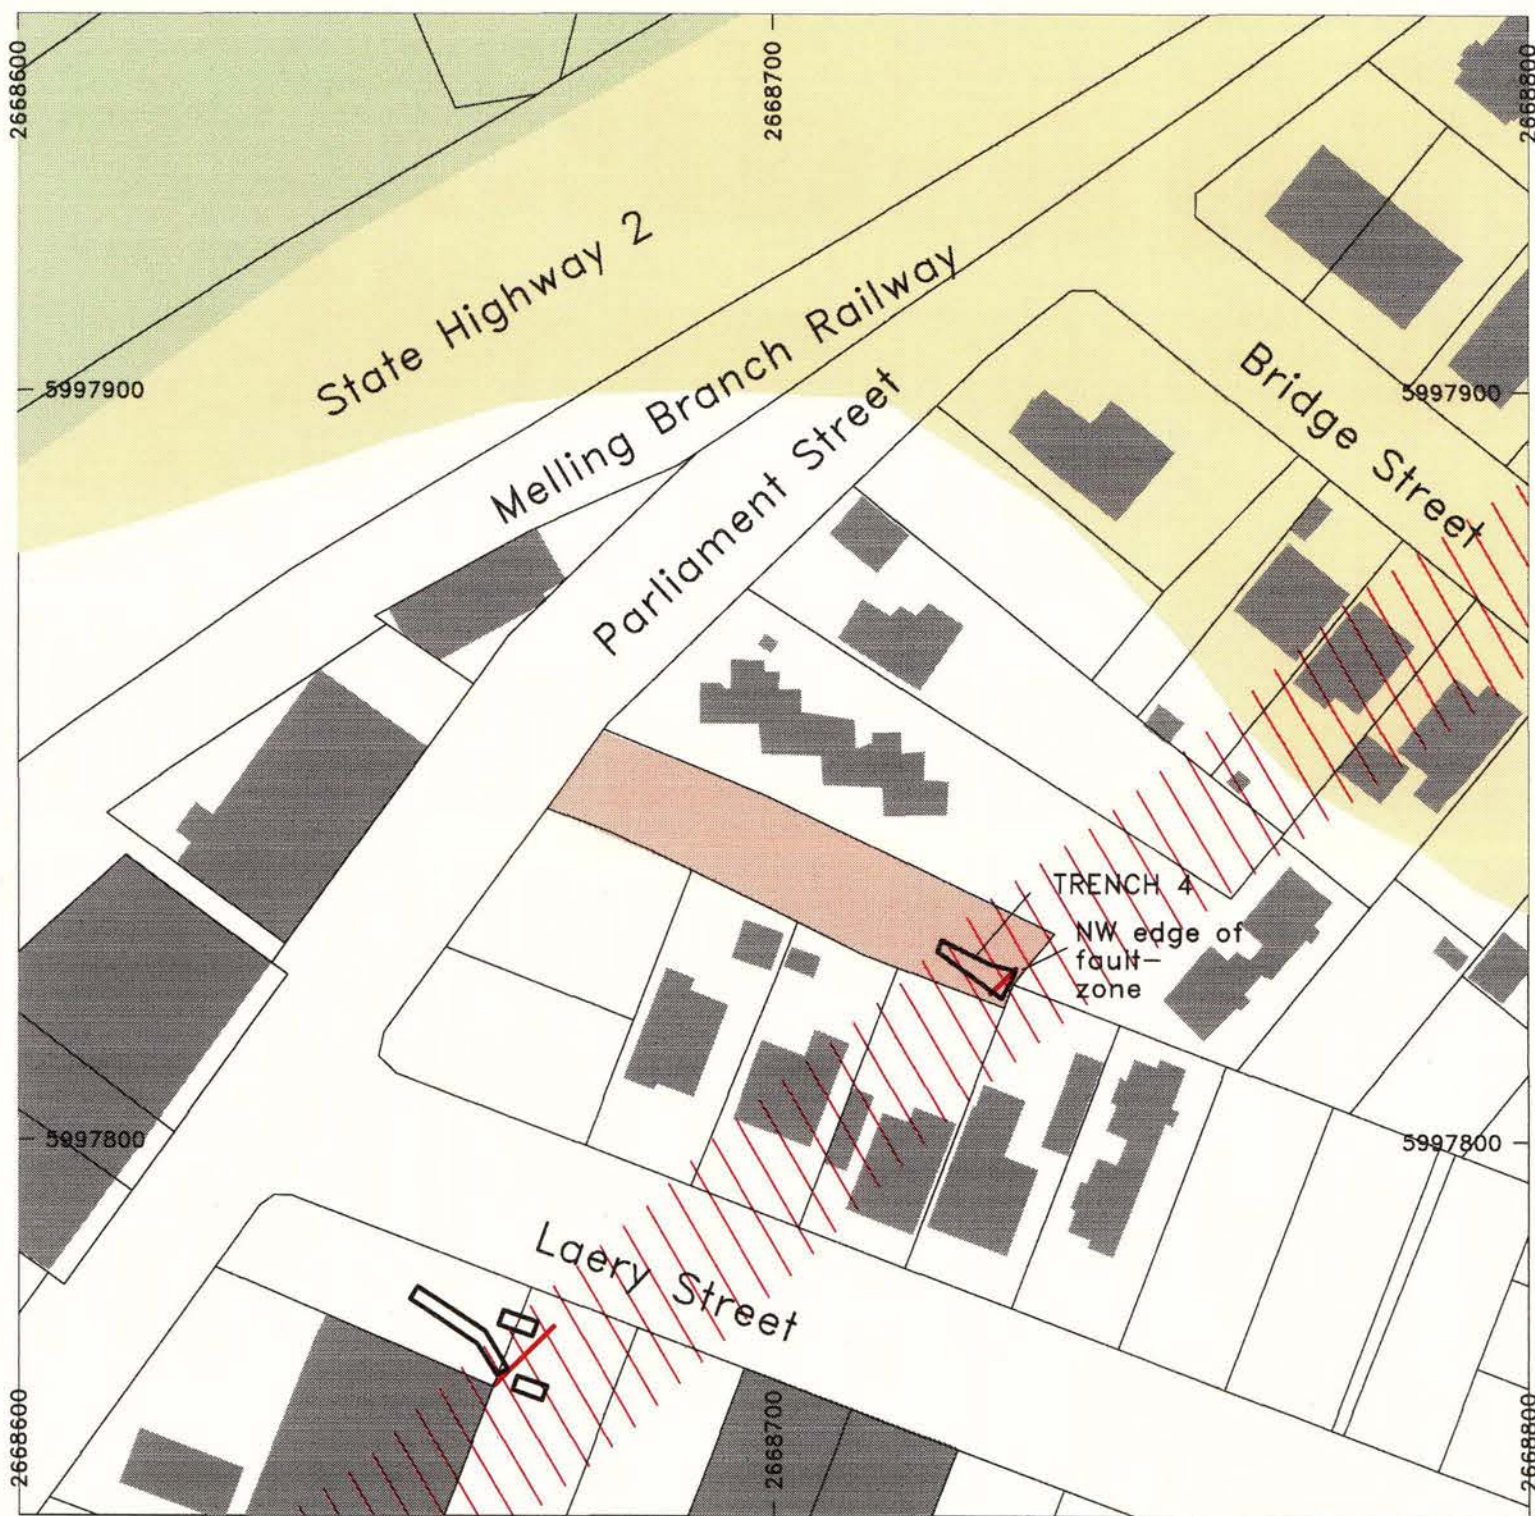 2668600
2668700
2668800
State Highway 2
Melling Branch Railway
5997900
5997900
Parliament Street
Bridge Street
TRENCH 4
NW edge of
fault-
zone
5997800
5997800
Laery Street
2668600
2668700
2668800